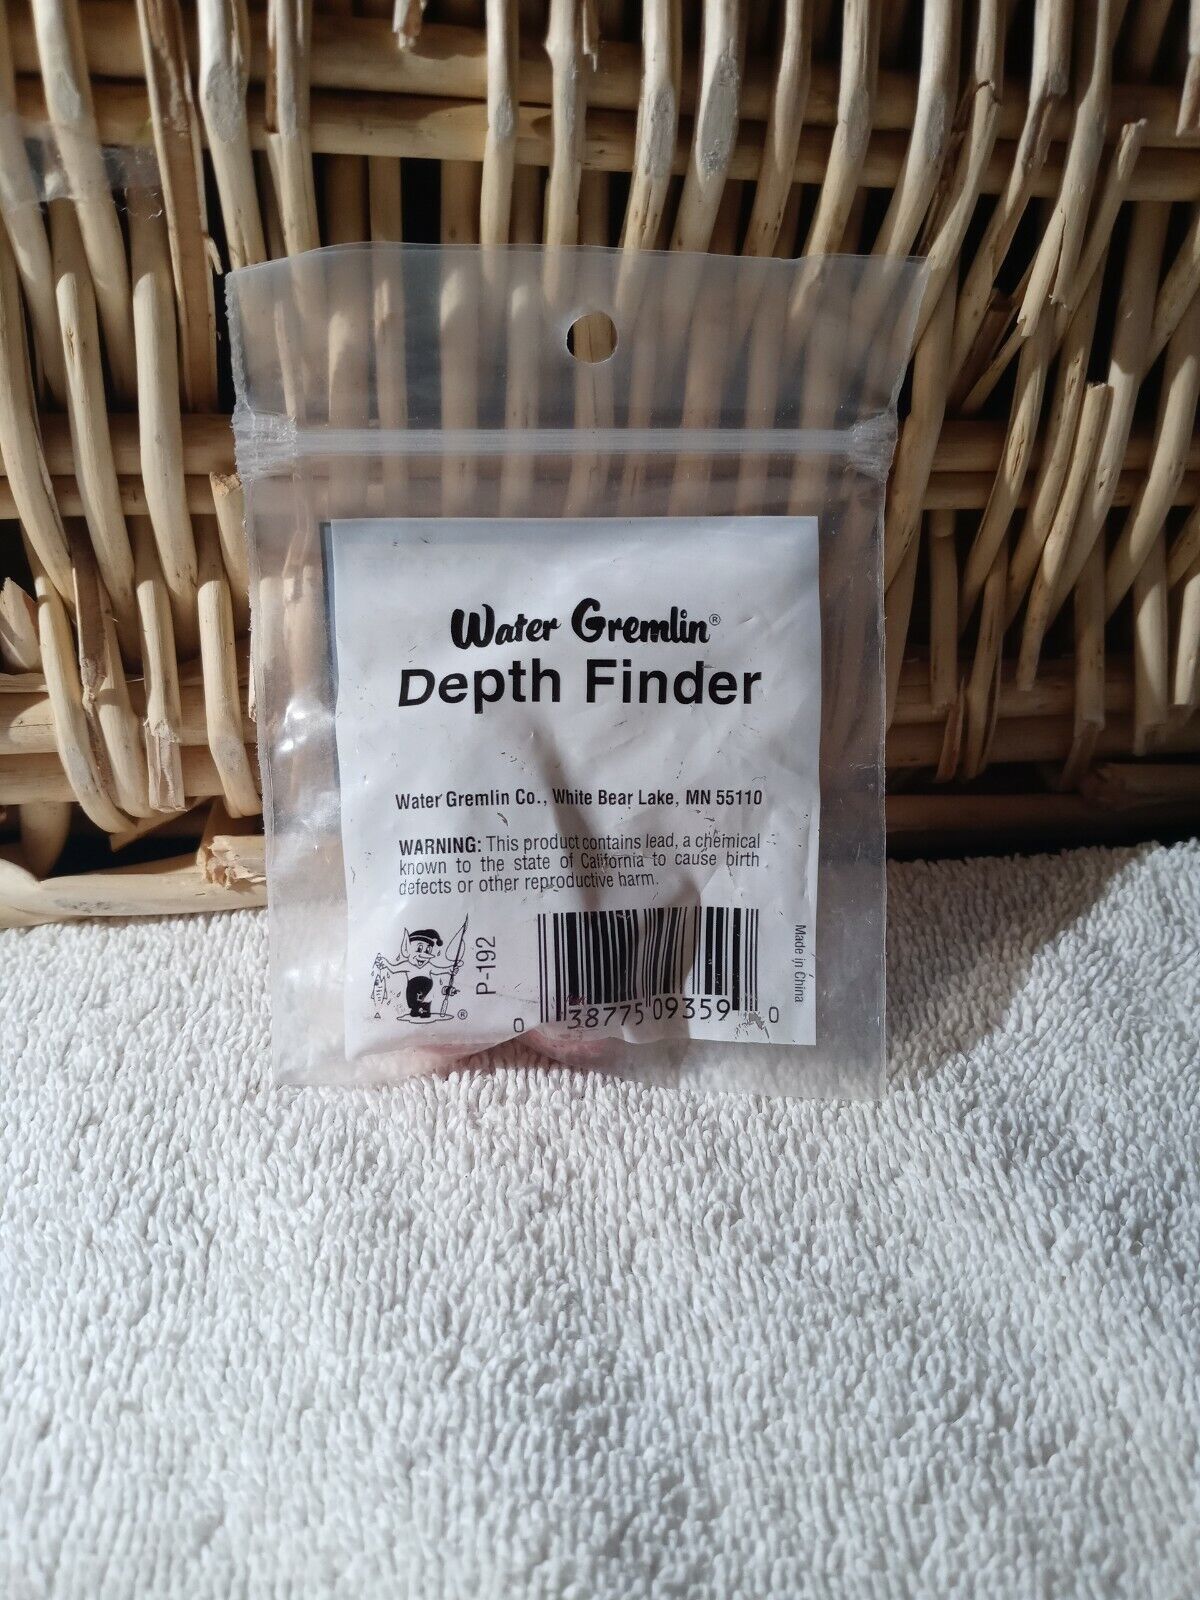 Water Gremlin®
Depth Finder
Water Gremlin Co., White Bear Lake, MN 55110
WARNING: This product contains lead, a chemical
known to the state of California to cause birth
defects or other reproductive harm.
®
P-192
0 38775 09359 0
Made in China